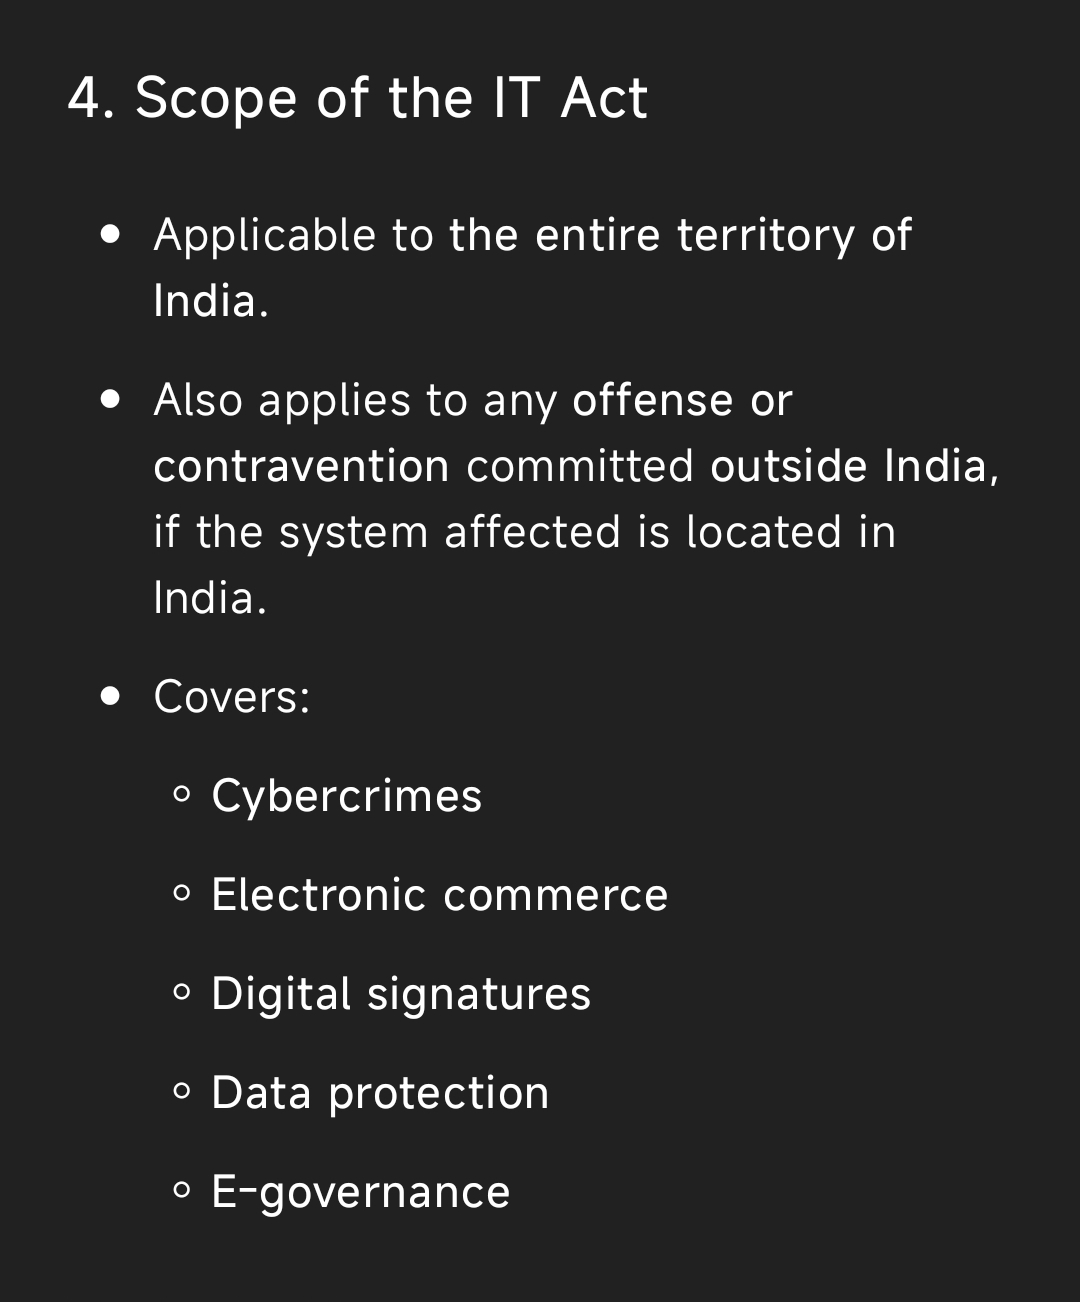 4. Scope of the IT Act
• Applicable to the entire territory of
India.
• Also applies to any offense or
contravention committed outside India,
if the system affected is located in
India.
• Covers:
◦ Cybercrimes
◦ Electronic commerce
◦ Digital signatures
◦ Data protection
◦ E-governance